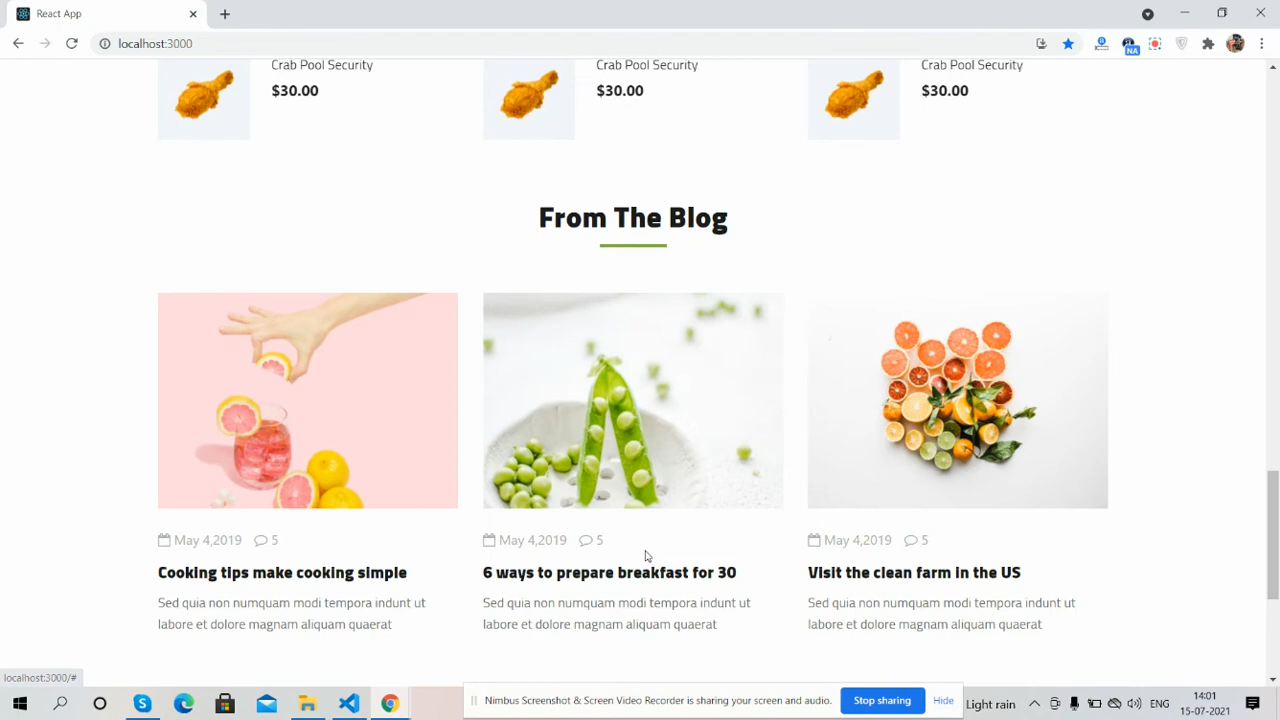 React App
localhost:3000
NA
Crab Pool Security Crab Pool Security Crab Pool Security
$30.00 $30.00 $30.00
From The Blog
May 4,2019 5 May 4,2019 5 May 4,2019 5
Cooking tips make cooking simple 6 ways to prepare breakfast for 30 Visit the clean farm in the US
Sed quia non numquam modi tempora indunt ut Sed quia non numquam modi tempora indunt ut Sed quia non numquam modi tempora indunt ut
labore et dolore magnam aliquam quaerat labore et dolore magnam aliquam quaerat labore et dolore magnam aliquam quaerat
localhost:3000/#
Nimbus Screenshot & Screen Video Recorder is sharing your screen and audio. Stop sharing Hide
Light rain
14:01
15-07-2021